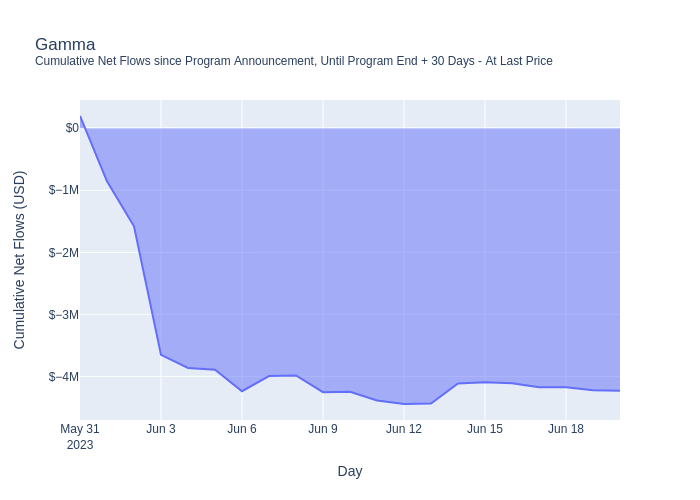 Gamma
Cumulative Net Flows since Program Announcement, Until Program End + 30 Days - At Last Price
Cumulative Net Flows (USD)
$0
$−1M
$−2M
$−3M
$−4M
May 31
2023
Jun 3
Jun 6
Jun 9
Jun 12
Jun 15
Jun 18
Day